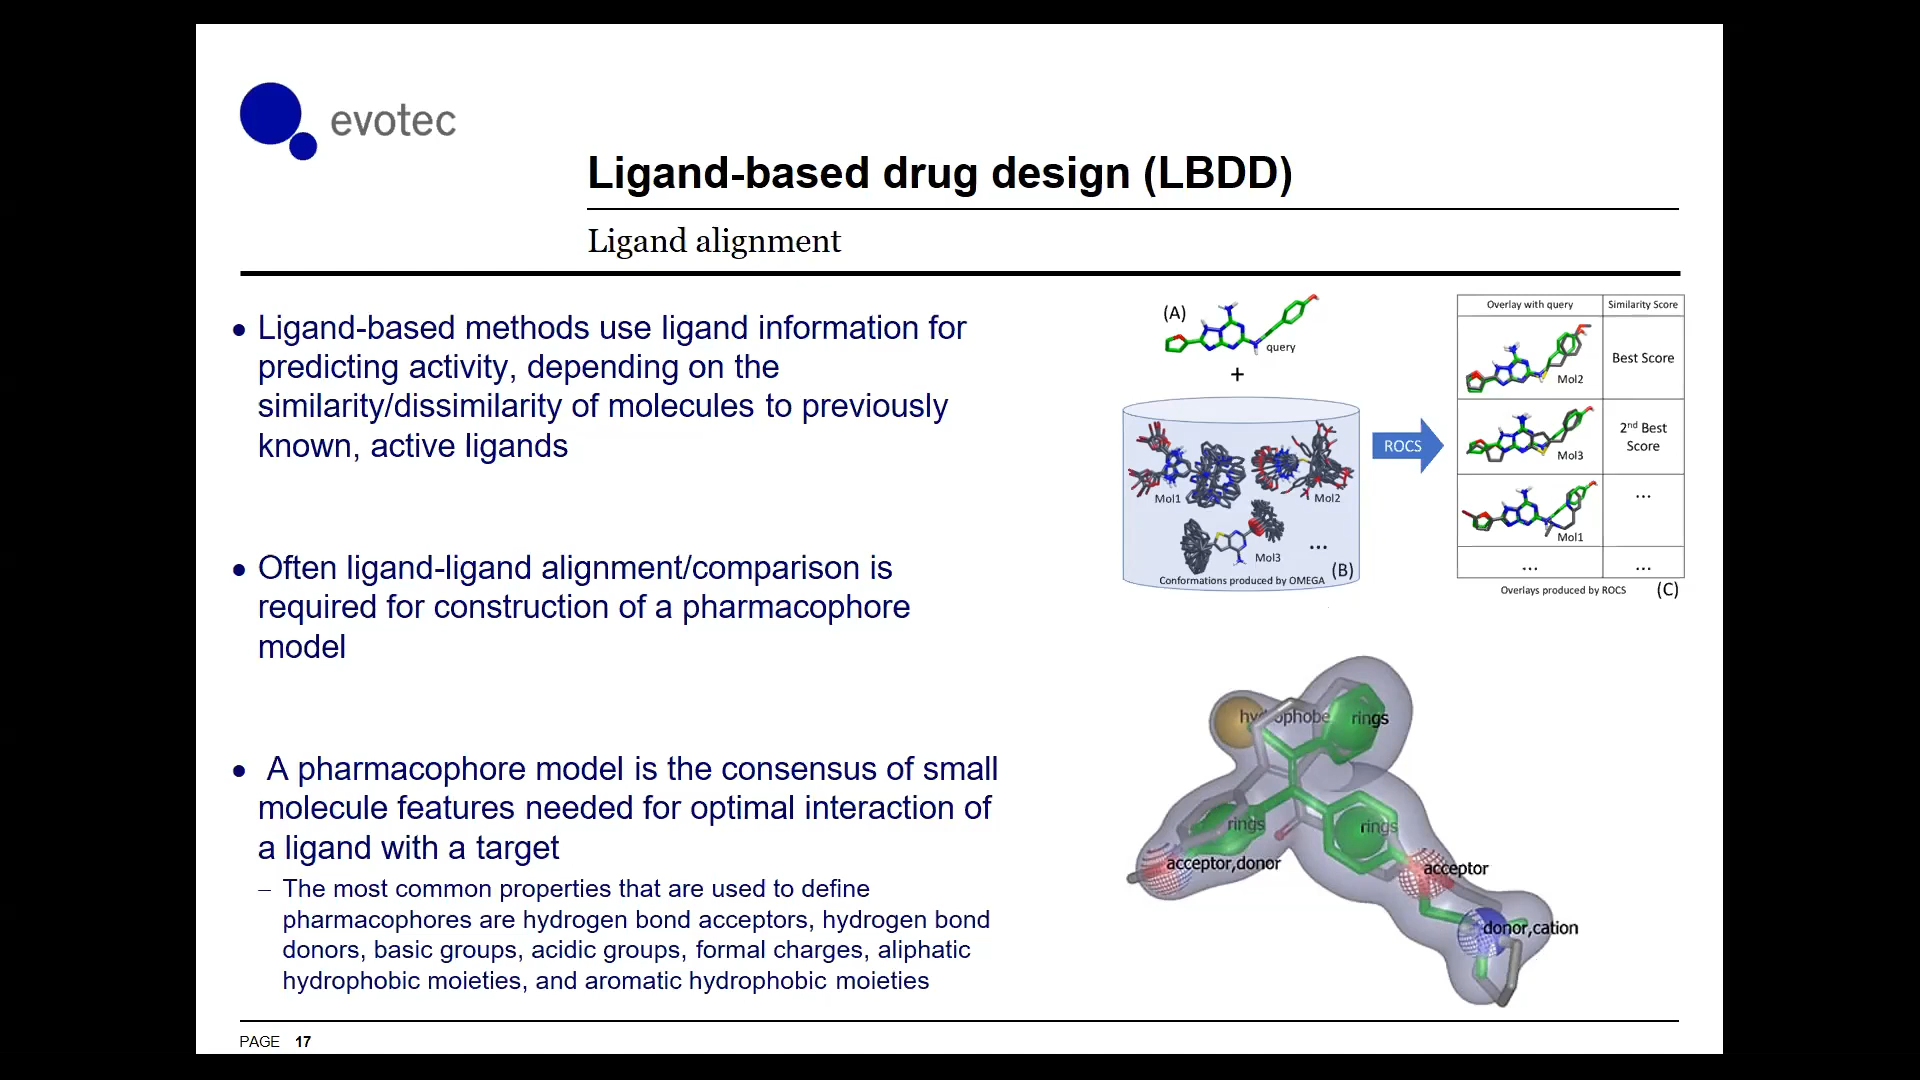 evotec
Ligand-based drug design (LBDD)
Ligand alignment
• Ligand-based methods use ligand information for
predicting activity, depending on the
similarity/dissimilarity of molecules to previously
known, active ligands
• Often ligand-ligand alignment/comparison is
required for construction of a pharmacophore
model
• A pharmacophore model is the consensus of small
molecule features needed for optimal interaction of
a ligand with a target
– The most common properties that are used to define
pharmacophores are hydrogen bond acceptors, hydrogen bond
donors, basic groups, acidic groups, formal charges, aliphatic
hydrophobic moieties, and aromatic hydrophobic moieties
(A)
query
+
Mol1
Mol2
Mol3
...
(B)
Conformations produced by OMEGA
ROCS
Overlay with query
Similarity Score
Mol2
Best Score
Mol3
2nd Best
Score
Mol1
...
...
...
Overlays produced by ROCS
(C)
hydrophobe
rings
rings
rings
acceptor,donor
acceptor
donor,cation
PAGE 17